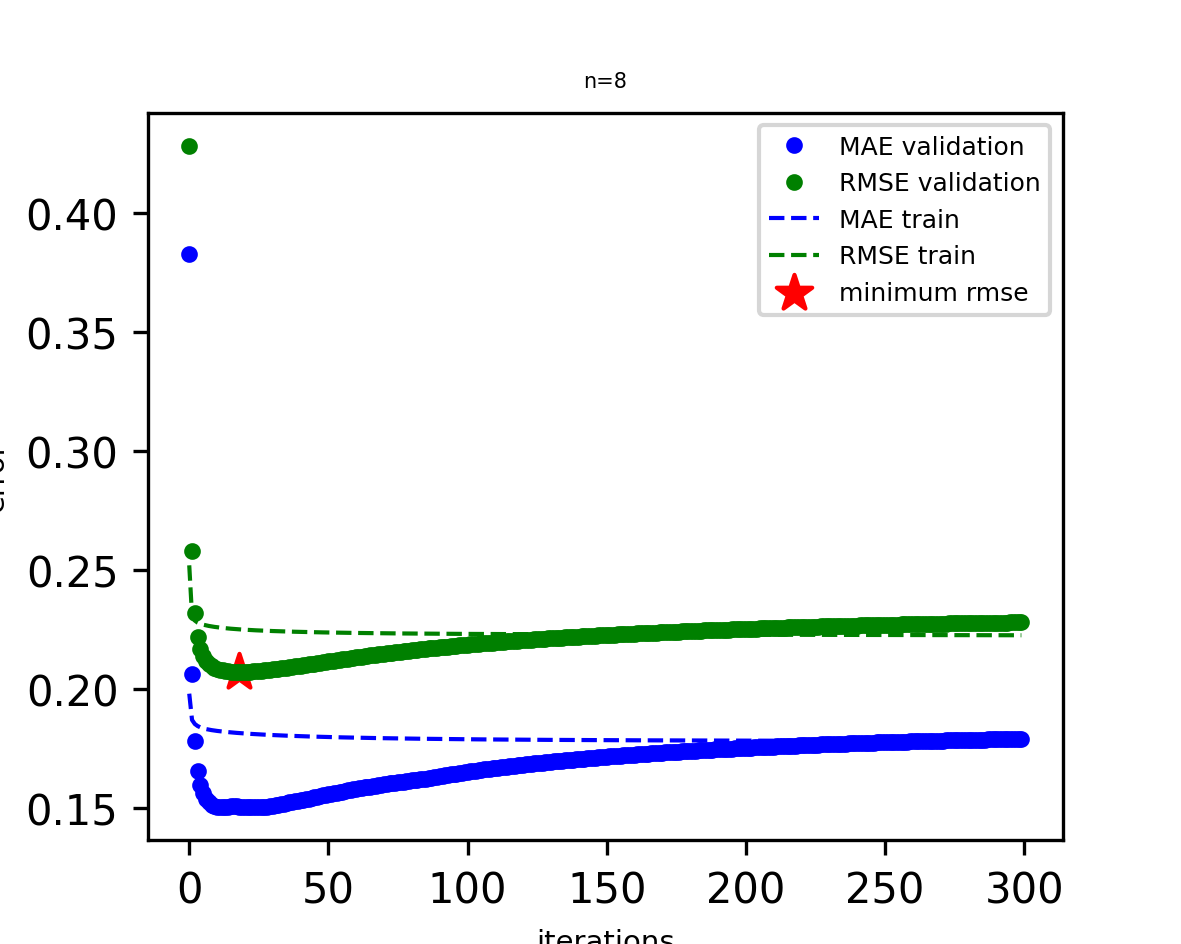 n=8
MAE validation
RMSE validation
MAE train
RMSE train
minimum rmse
0.40
0.35
0.30
0.25
0.20
0.15
0 50 100 150 200 250 300
iterations